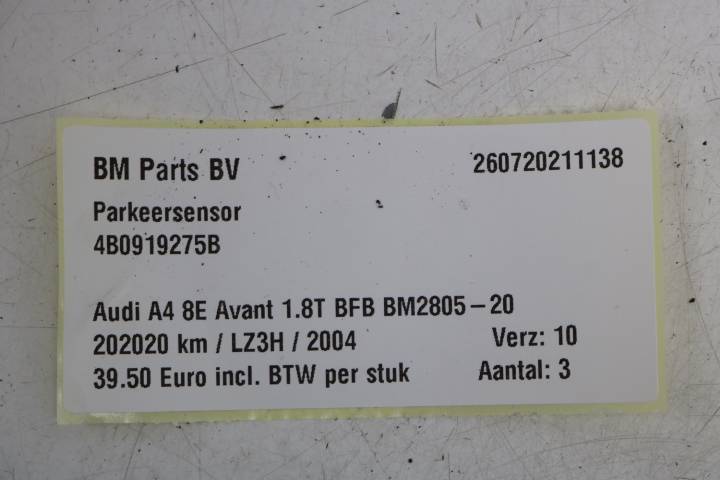 BM Parts BV 260720211138
Parkeersensor
4B0919275B
Audi A4 8E Avant 1.8T BFB BM2805-20
202020 km / LZ3H / 2004 Verz: 10
39.50 Euro incl. BTW per stuk Aantal: 3